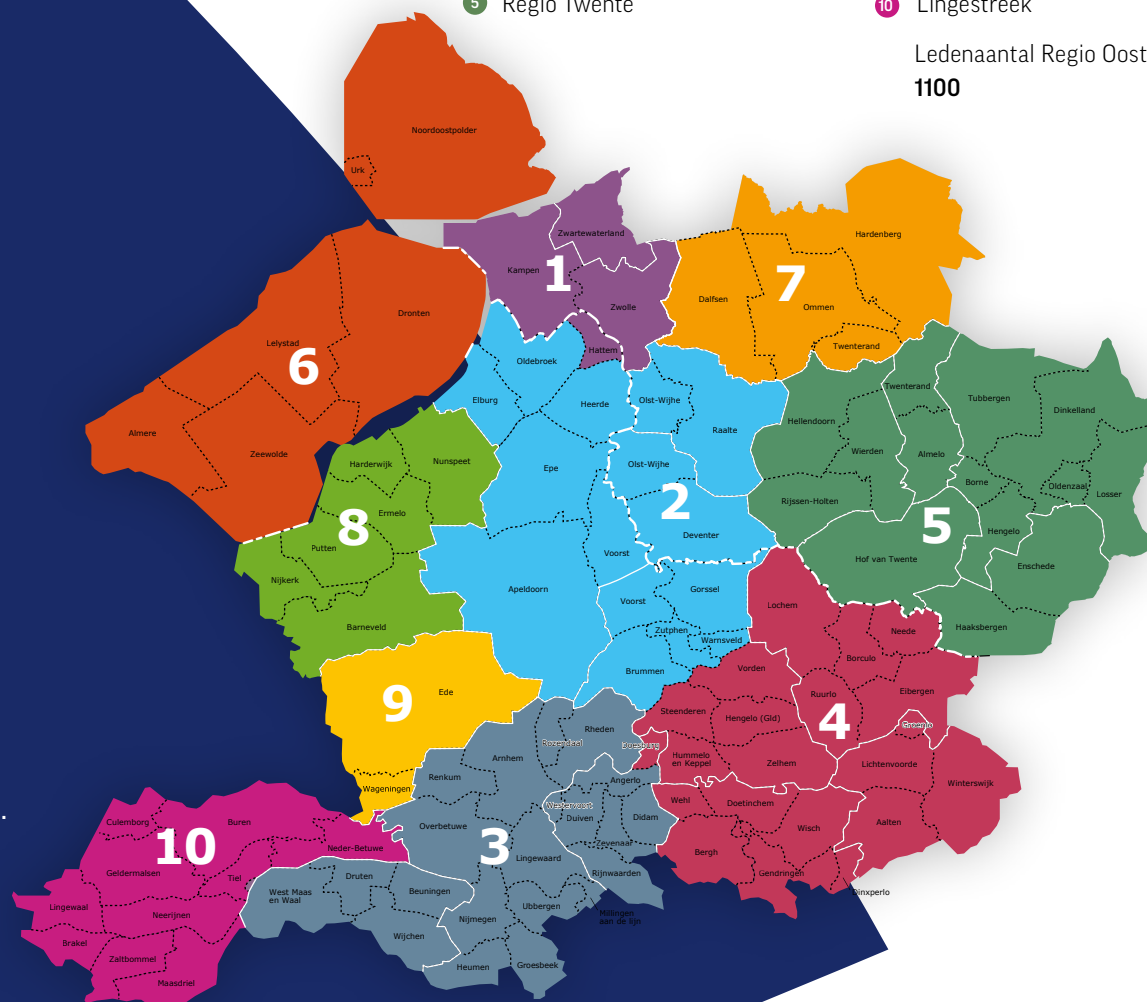 5 Regio Twente
10 Lingestreek
Ledenaantal Regio Oost
1100
Noordoostpolder
Urk
Zwartewaterland
Kampen
1
Zwolle
Hattem
Hardenberg
Dalfsen
7
Ommen
Twenterand
Dronten
Lelystad
6
Almere
Zeewolde
Oldebroek
Elburg
Heerde
Olst-Wijhe
Raalte
Epe
Olst-Wijhe
2
Deventer
Voorst
Apeldoorn
Voorst
Gorssel
Zutphen
Warnsveld
Brummen
Twenterand
Tubbergen
Dinkelland
Hellendoorn
Wierden
Almelo
Borne
Oldenzaal
Losser
Rijssen-Holten
5
Hengelo
Hof van Twente
Enschede
Haaksbergen
Harderwijk
Nunspeet
Ermelo
8
Putten
Nijkerk
Barneveld
9
Ede
Wageningen
Lochem
Neede
Borculo
Vorden
Ruurlo
Eibergen
Steenderen
Hengelo (Gld)
4
Groenlo
Doesburg
Hummelo
en Keppel
Zelhem
Lichtenvoorde
Winterswijk
Wehl
Doetinchem
Wisch
Aalten
Bergh
Gendringen
Dinxperlo
Rheden
Rozendaal
Arnhem
Renkum
Angerlo
Westervoort
Duiven
Didam
Overbetuwe
3
Zevenaar
Lingewaard
Rijnwaarden
Druten
West Maas
en Waal
Beuningen
Ubbergen
Millingen
aan de Rijn
Nijmegen
Wijchen
Heumen
Groesbeek
Culemborg
Buren
10
Neder-Betuwe
Geldermalsen
Tiel
Lingewaal
Neerijnen
Brakel
Zaltbommel
Maasdriel
.